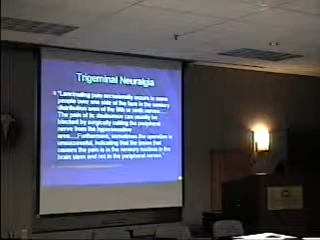 Trigeminal Neuralgia
"Lancinating pain occasionally occurs in some
people over one side of the face in the sensory
distribution area of the fifth or ninth nerves....
The pain of tic douloureux can usually be
blocked by surgically cutting the peripheral
nerve from the hypersensitive
area....Furthermore, sometimes the operation is
unsuccessful, indicating that the lesion that
causes the pain is in the sensory nucleus in the
brain stem and not in the peripheral nerves."